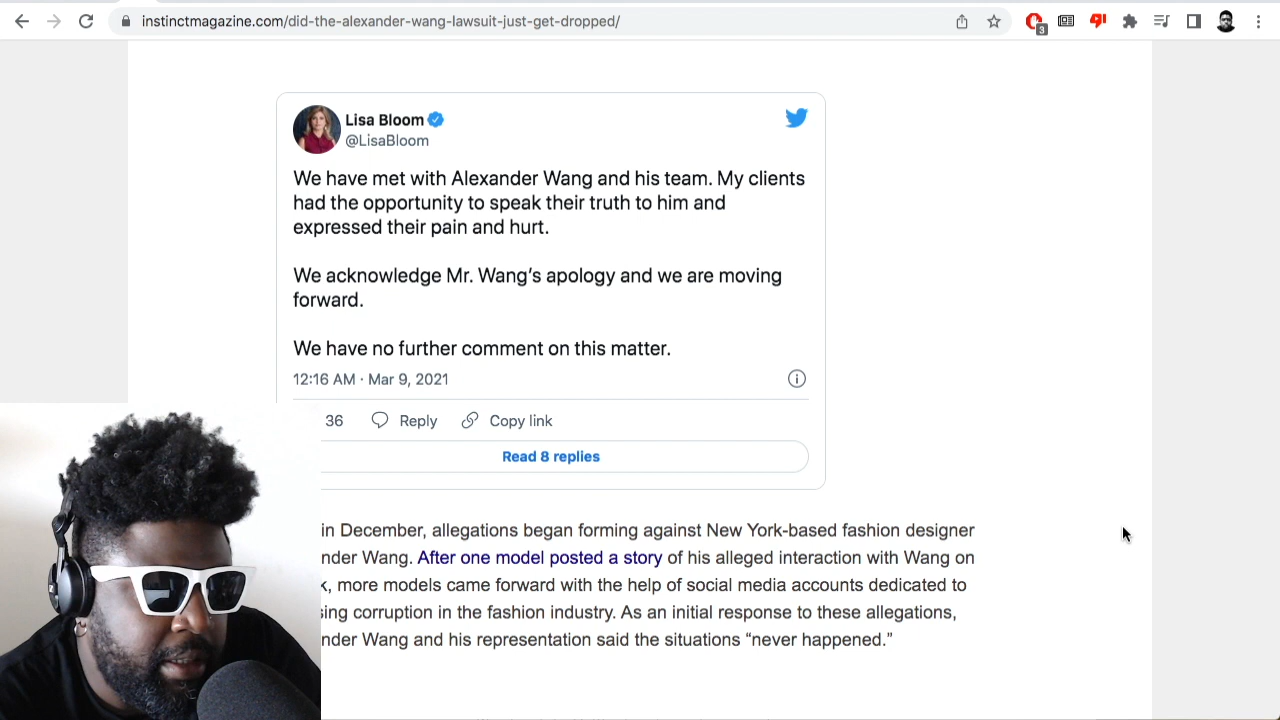 instinctmagazine.com/did-the-alexander-wang-lawsuit-just-get-dropped/
3
Lisa Bloom
@LisaBloom
We have met with Alexander Wang and his team. My clients
had the opportunity to speak their truth to him and
expressed their pain and hurt.
We acknowledge Mr. Wang’s apology and we are moving
forward.
We have no further comment on this matter.
12:16 AM · Mar 9, 2021
36 Reply Copy link
Read 8 replies
in December, allegations began forming against New York-based fashion designer
nder Wang. After one model posted a story of his alleged interaction with Wang on
, more models came forward with the help of social media accounts dedicated to
sing corruption in the fashion industry. As an initial response to these allegations,
nder Wang and his representation said the situations “never happened.”